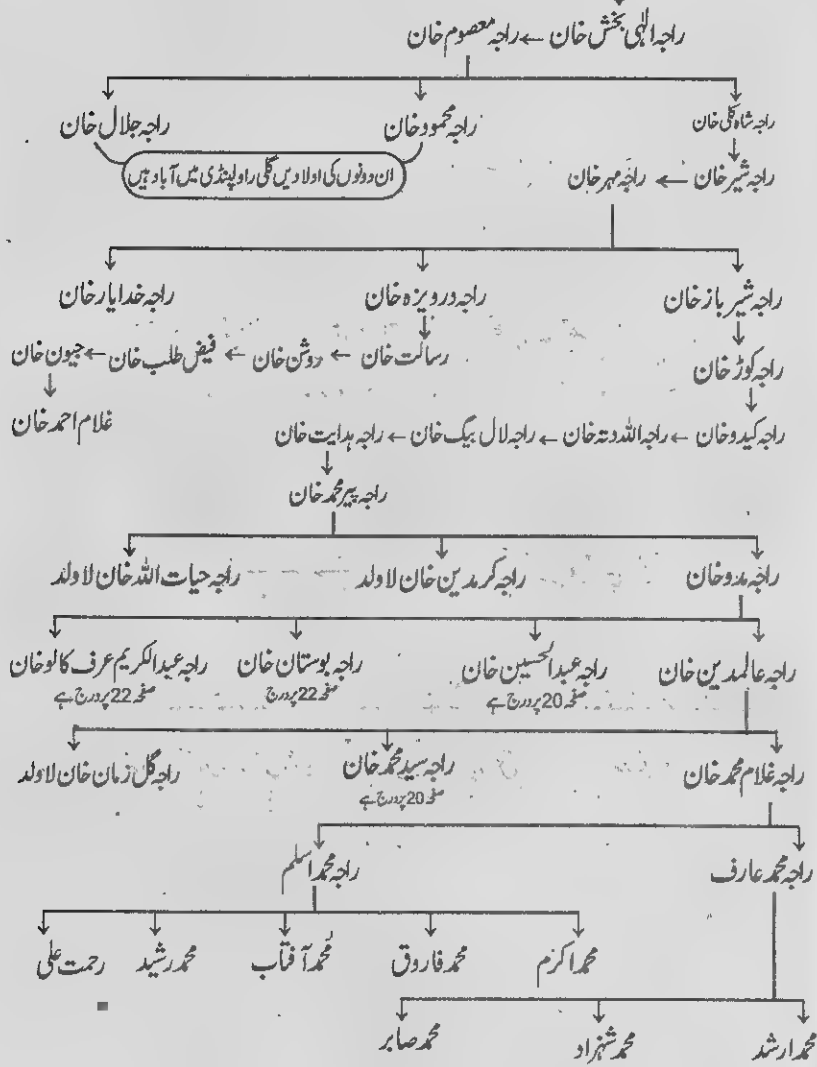 راجہ الٰہی بخش خان ← راجہ معصوم خان
راجہ شاہ کلی خان راجہ محمود خان راجہ جلال خان
ان دونوں کی اولادیں گلی راولپنڈی میں آباد ہیں
راجہ شیر خان ← راجہ مہر خان
راجہ شیر باز خان راجہ درویزہ خان راجہ خدایار خان
راجہ کوڑ خان رسالت خان ← روشن خان ← فیض طلب خان ← جیون خان
راجہ کیدو خان ← راجہ اللہ دتہ خان ← راجہ لال بیگ خان ← راجہ ہدایت خان غلام احمد خان
راجہ پیر محمد خان
راجہ مدو خان راجہ کرمدین خان لاولد راجہ حیات اللہ خان لاولد
راجہ عالمدین خان راجہ عبدالحسین خان راجہ بوستان خان راجہ عبدالکریم عرف کالو خان
صفحہ 20 پر درج ہے صفحہ 22 پر درج صفحہ 22 پر درج ہے
راجہ غلام محمد خان راجہ سید محمد خان راجہ گل زمان خان لاولد
صفحہ 20 پر درج ہے
راجہ محمد عارف راجہ محمد اسلم
محمد اکرم محمد فاروق محمد آفتاب محمد رشید رحمت علی
محمد ارشد محمد شہزاد محمد صابر